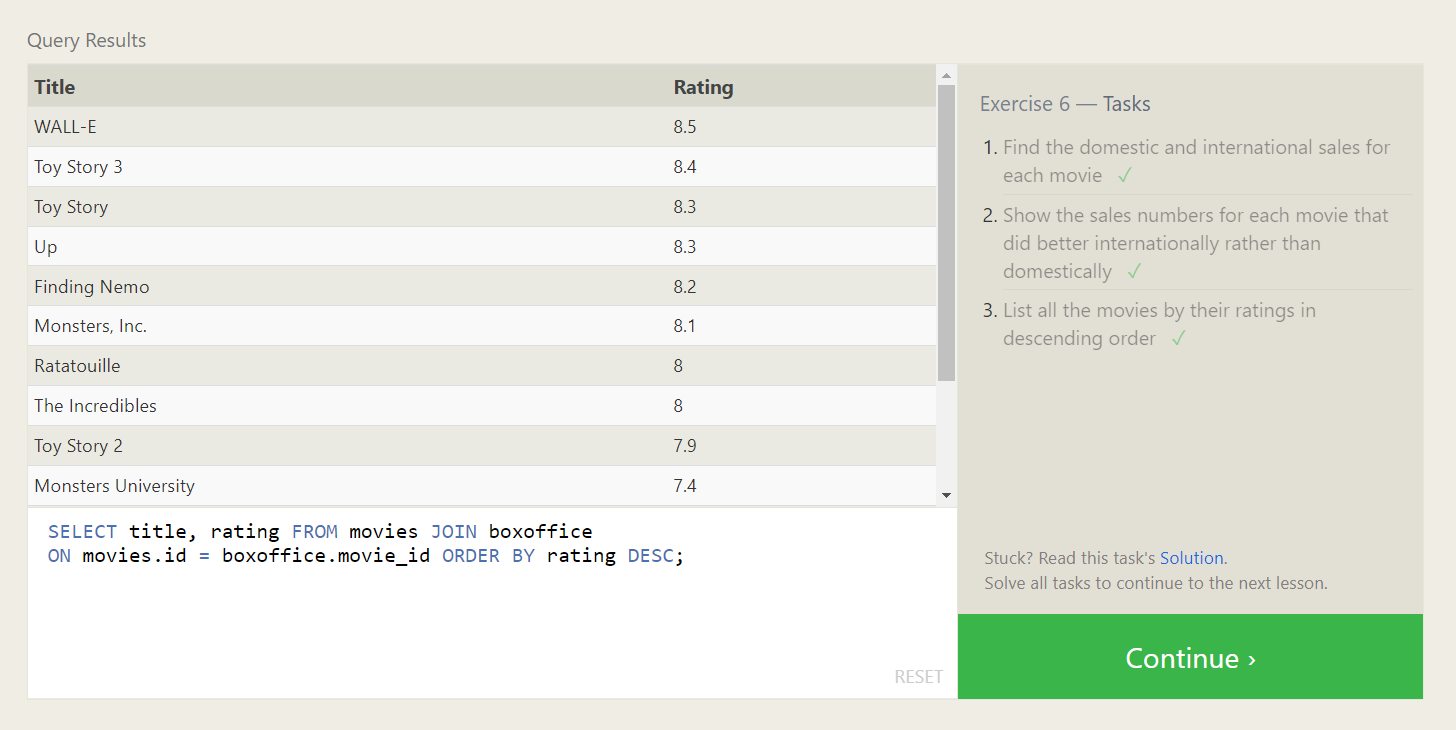 Query Results
Title Rating
WALL-E 8.5
Toy Story 3 8.4
Toy Story 8.3
Up 8.3
Finding Nemo 8.2
Monsters, Inc. 8.1
Ratatouille 8
The Incredibles 8
Toy Story 2 7.9
Monsters University 7.4
SELECT title, rating FROM movies JOIN boxoffice
ON movies.id = boxoffice.movie_id ORDER BY rating DESC;
RESET
Exercise 6 — Tasks
1. Find the domestic and international sales for
each movie ✓
2. Show the sales numbers for each movie that
did better internationally rather than
domestically ✓
3. List all the movies by their ratings in
descending order ✓
Stuck? Read this task's Solution.
Solve all tasks to continue to the next lesson.
Continue ›